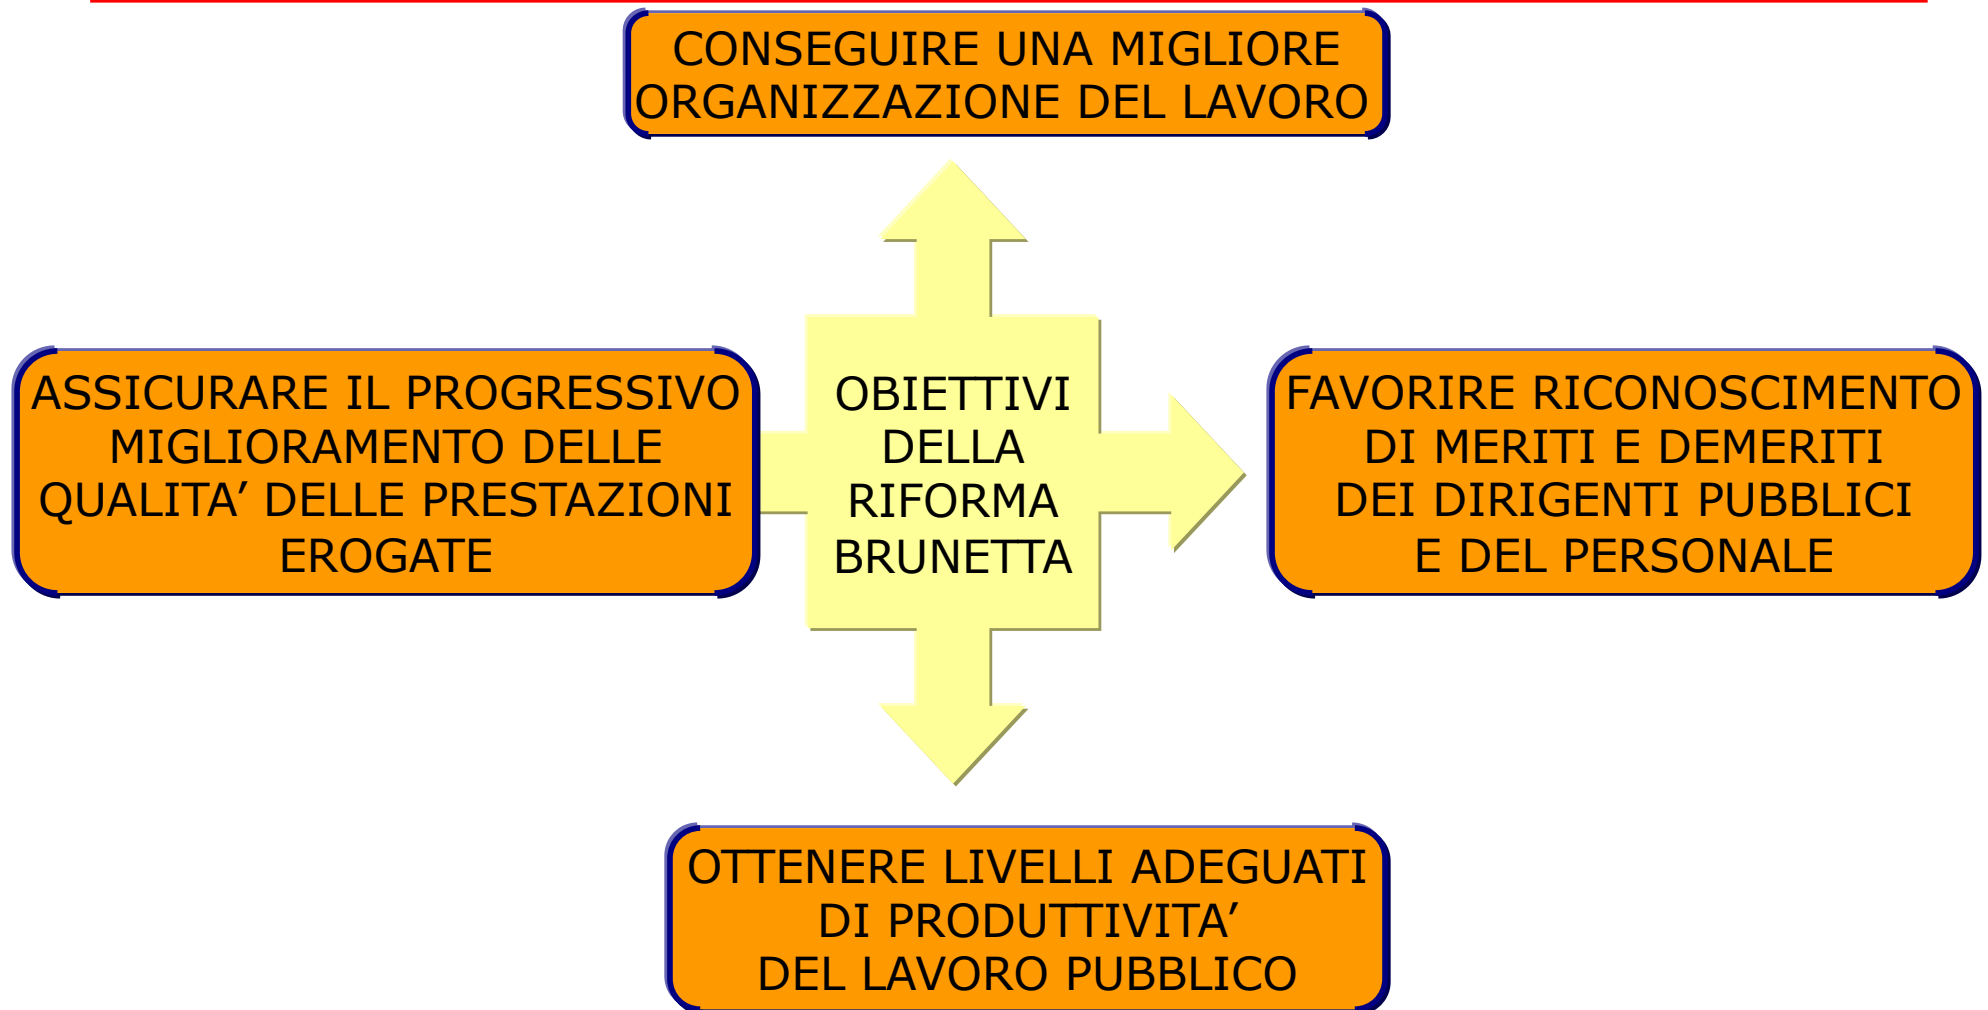 CONSEGUIRE UNA MIGLIORE
ORGANIZZAZIONE DEL LAVORO
ASSICURARE IL PROGRESSIVO
MIGLIORAMENTO DELLE
QUALITA’ DELLE PRESTAZIONI
EROGATE
OBIETTIVI
DELLA
RIFORMA
BRUNETTA
FAVORIRE RICONOSCIMENTO
DI MERITI E DEMERITI
DEI DIRIGENTI PUBBLICI
E DEL PERSONALE
OTTENERE LIVELLI ADEGUATI
DI PRODUTTIVITA’
DEL LAVORO PUBBLICO